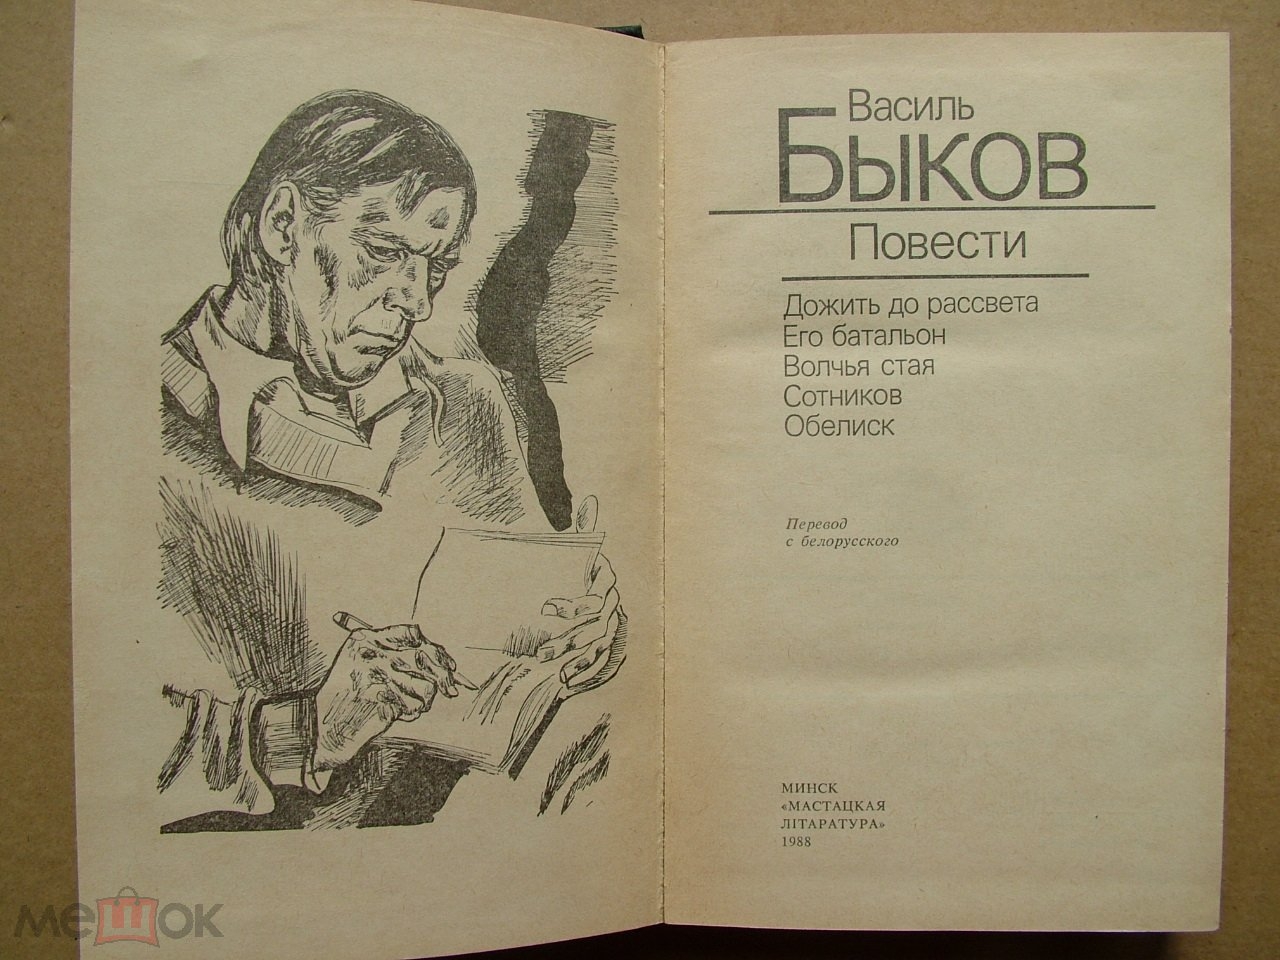 Василь
Быков
Повести
Дожить до рассвета
Его батальон
Волчья стая
Сотников
Обелиск
Перевод
с белорусского
МИНСК
«МАСТАЦКАЯ
ЛІТАРАТУРА»
1988
мешок